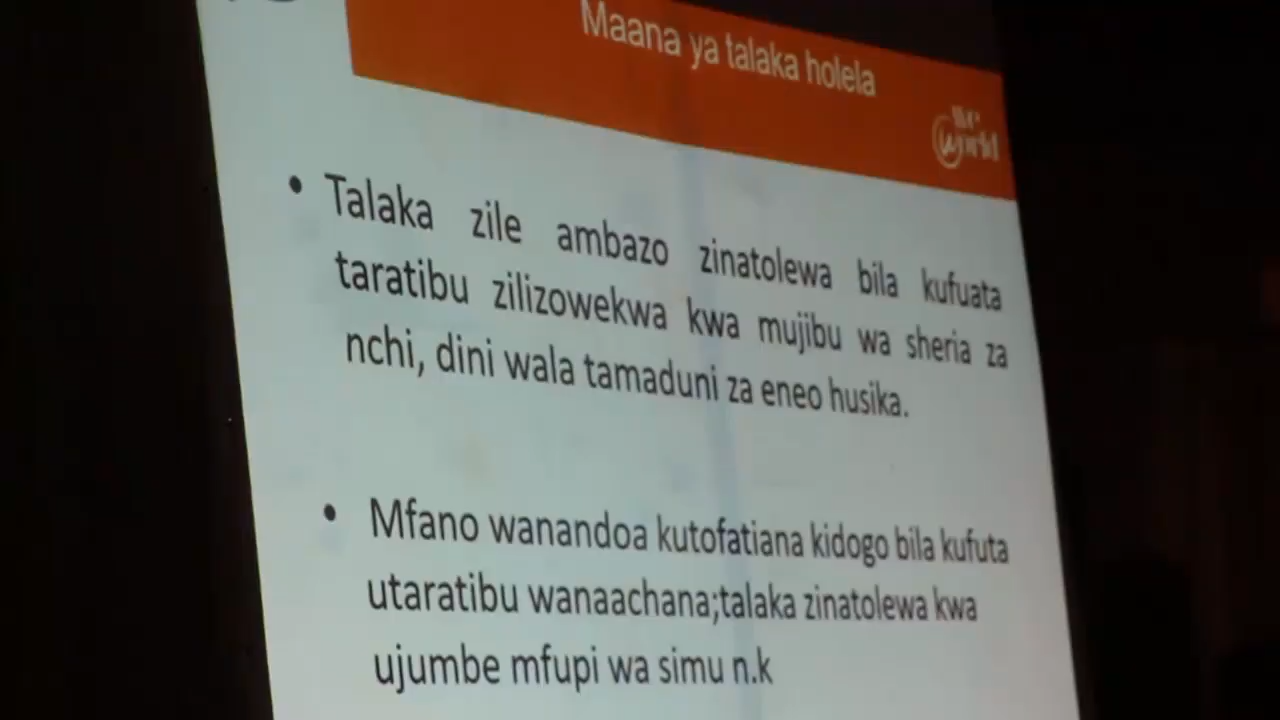 Maana ya talaka holela
world
• Talaka zile ambazo zinatolewa bila kufuata
taratibu zilizowekwa kwa mujibu wa sheria za
nchi, dini wala tamaduni za eneo husika.
• Mfano wanandoa kutofatiana kidogo bila kufuta
utaratibu wanaachana;talaka zinatolewa kwa
ujumbe mfupi wa simu n.k